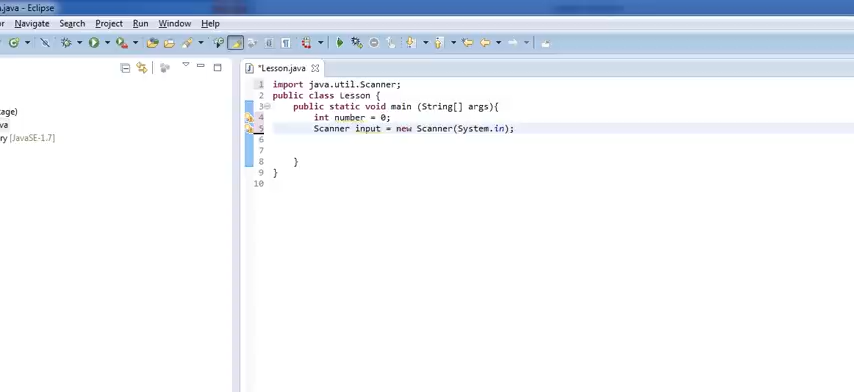 .java - Eclipse
Navigate Search Project Run Window Help
*Lesson.java
age)
va
ry [JavaSE-1.7]
1 import java.util.Scanner;
2 public class Lesson {
3 public static void main (String[] args){
4 int number = 0;
5 Scanner input = new Scanner(System.in);
6
7
8 }
9 }
10